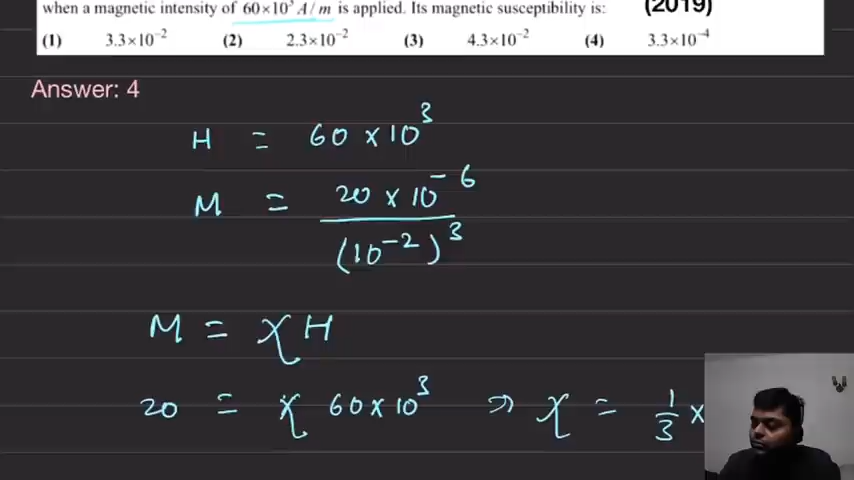 when a magnetic intensity of 60×10³ A/m is applied. Its magnetic susceptibility is: (2019)
(1) 3.3×10⁻² (2) 2.3×10⁻² (3) 4.3×10⁻² (4) 3.3×10⁻⁴
Answer: 4
H = 60 × 10³
M = 20 × 10⁻⁶ / (10⁻²)³
M = χ H
20 = χ 60 × 10³ ⇒ χ = 1/3 ×